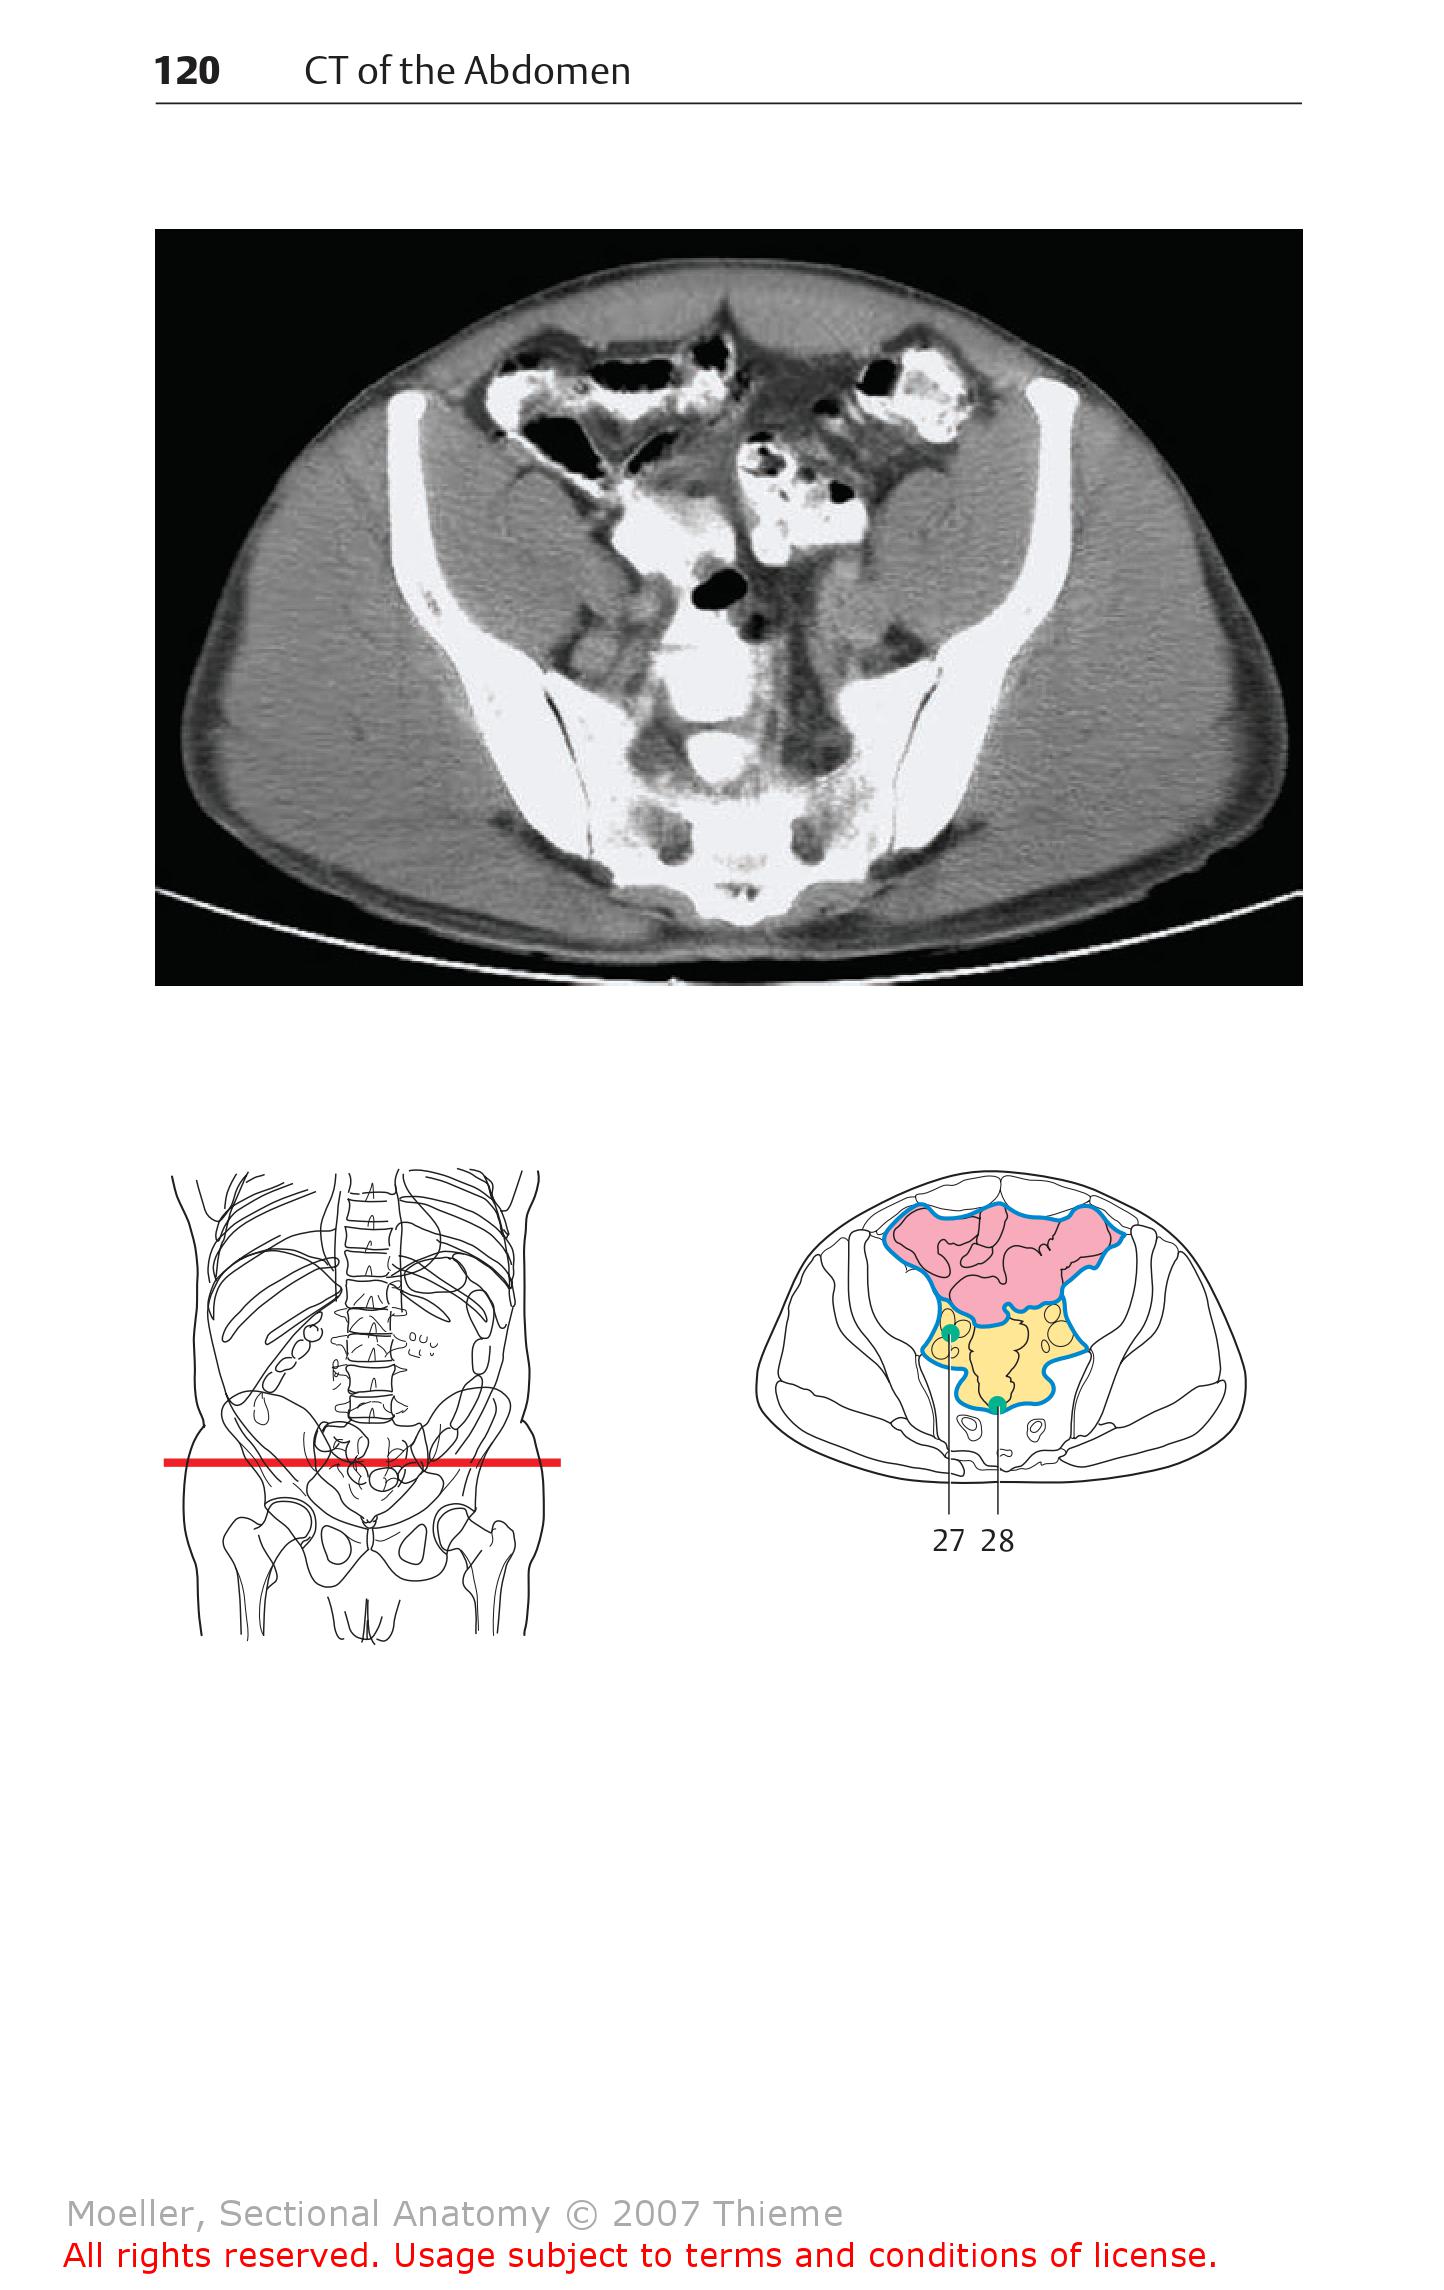 120 CT of the Abdomen
27 28
Moeller, Sectional Anatomy © 2007 Thieme
All rights reserved. Usage subject to terms and conditions of license.